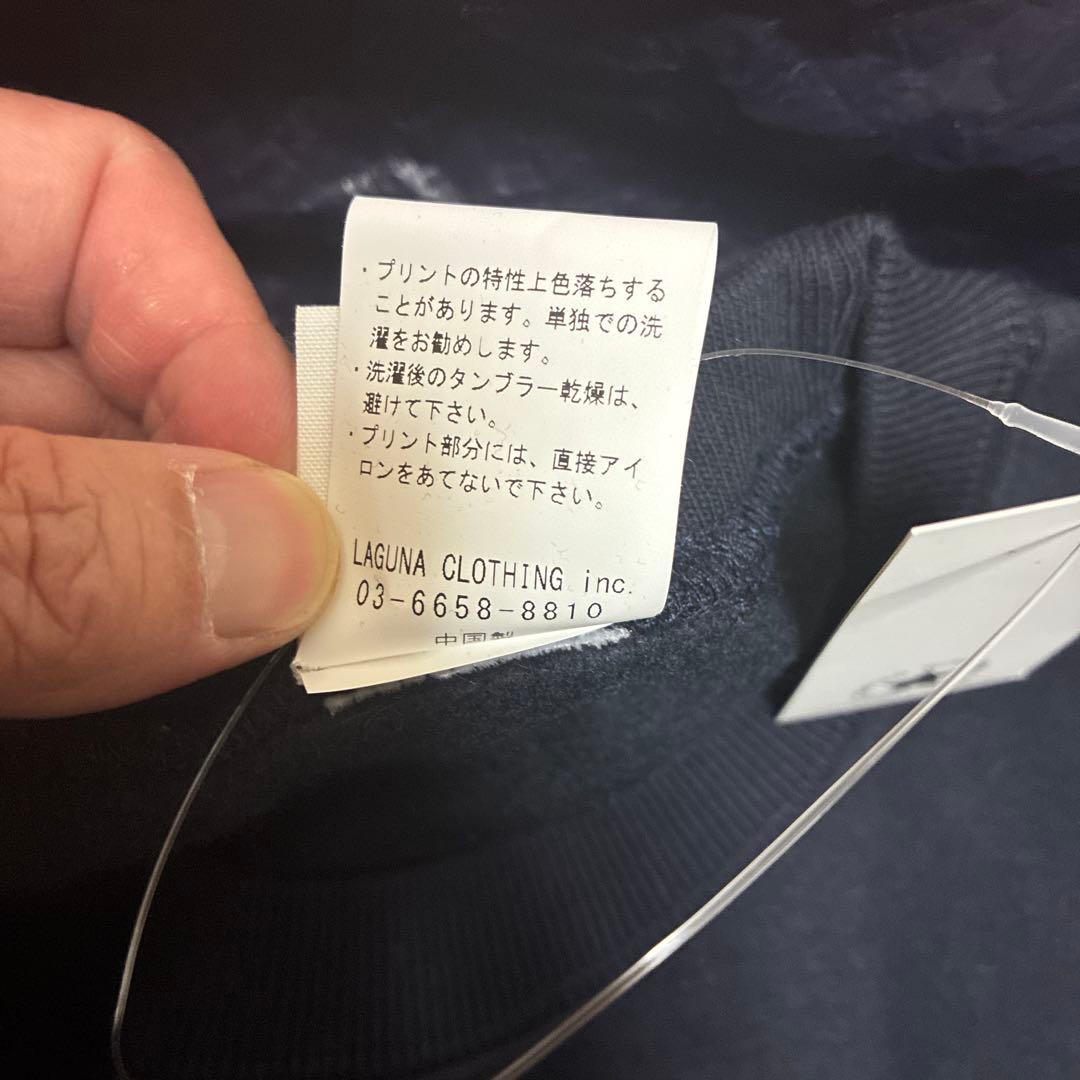 ・プリントの特性上色落ちする
ことがあります。単独での洗
濯をお勧めします。
・洗濯後のタンブラー乾燥は、
避けて下さい。
・プリント部分には、直接アイ
ロンをあてないで下さい。
LAGUNA CLOTHING inc.
03-6658-8810
中国製